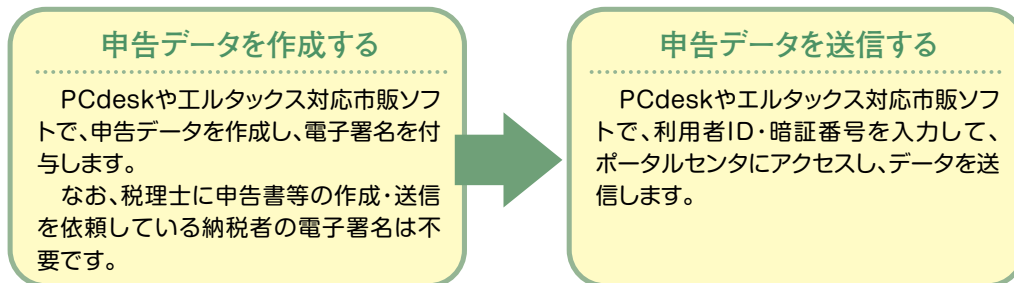 申告データを作成する
　PCdeskやエルタックス対応市販ソフ
トで、申告データを作成し、電子署名を付
与します。
　なお、税理士に申告書等の作成・送信
を依頼している納税者の電子署名は不
要です。
申告データを送信する
　PCdeskやエルタックス対応市販ソフ
トで、利用者ID・暗証番号を入力して、
ポータルセンタにアクセスし、データを送
信します。